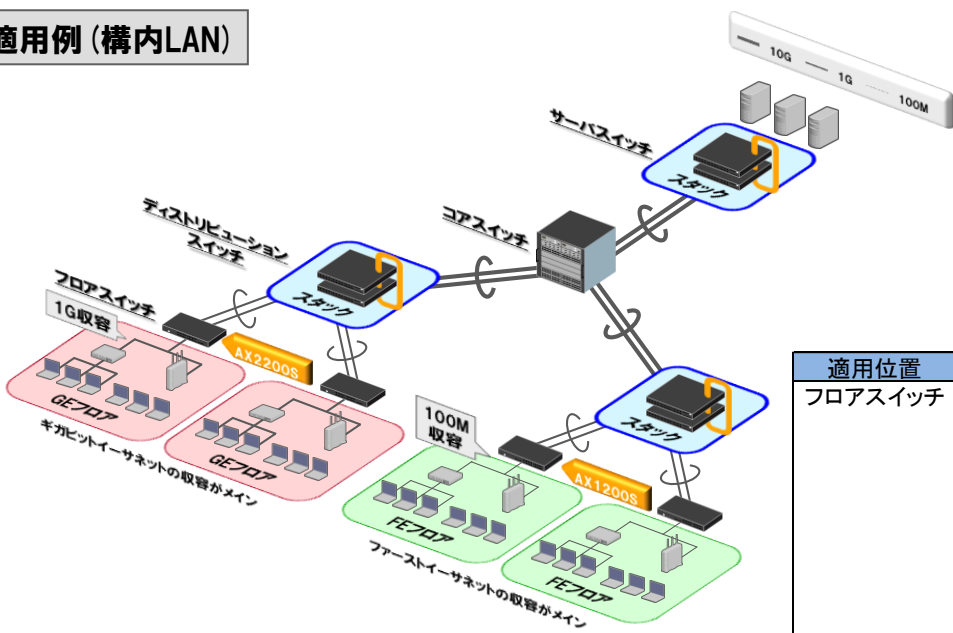 適用例(構内LAN)
10G
1G
100M
サーバスイッチ
スタック
コアスイッチ
ディストリビューション
スイッチ
スタック
フロアスイッチ
1G収容
AX2200S
GEフロア
GEフロア
ギガビットイーサネットの収容がメイン
スタック
100M
収容
AX1200S
FEフロア
FEフロア
ファーストイーサネットの収容がメイン
適用位置
フロアスイッチ